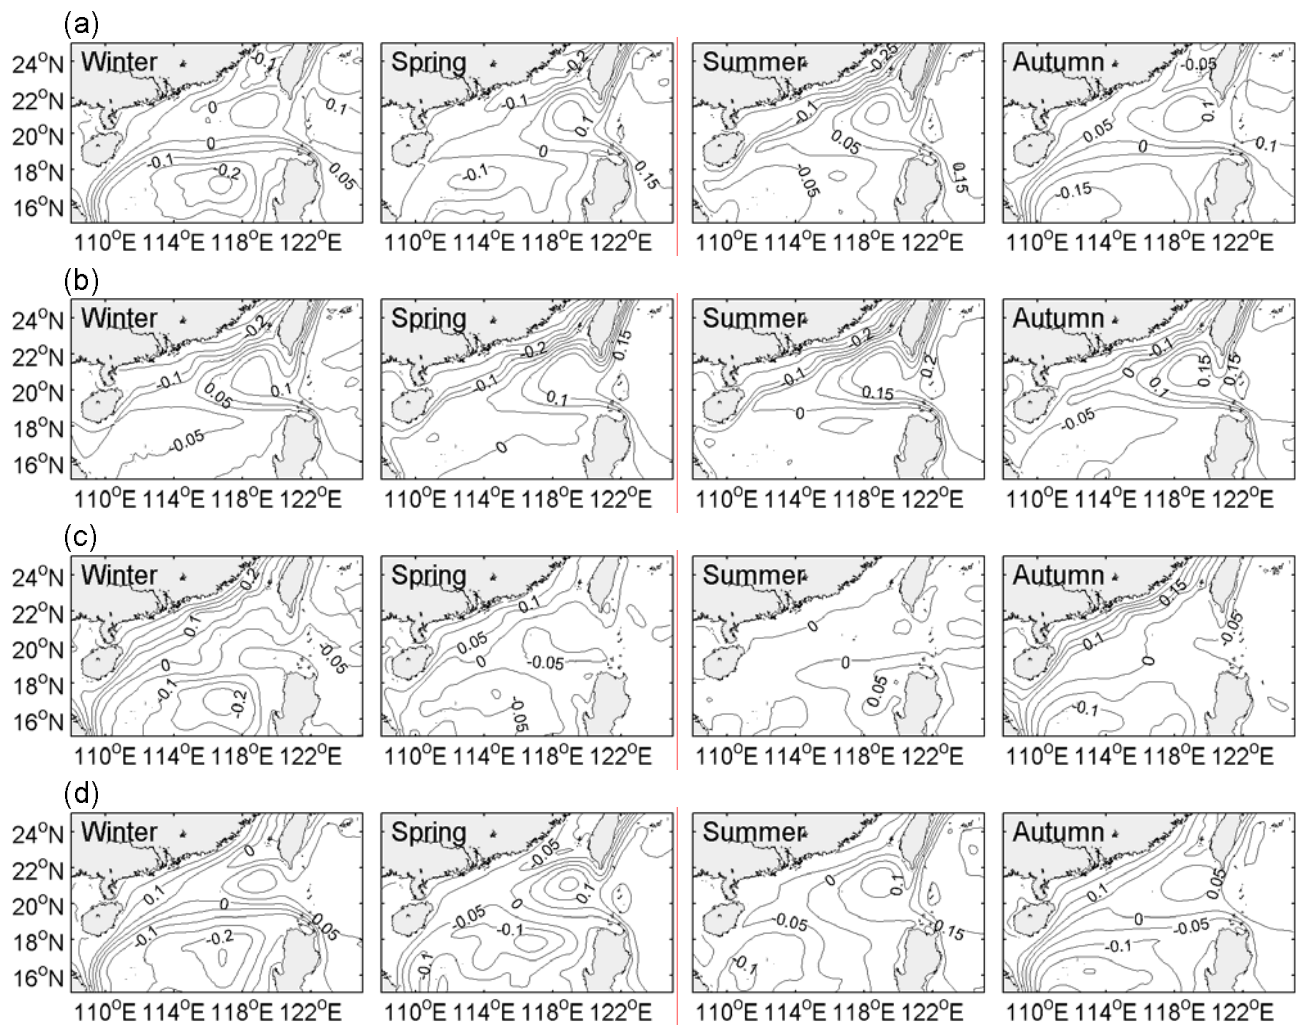 (a)
Winter Spring Summer Autumn
24°N
22°N
20°N
18°N
16°N
-0.1 0 0.1 0 -0.1 -0.2 0.05
-0.2 -0.1 0.1 0 -0.1 0.15
0.25 -0.1 0.05 -0.05 0.15
-0.05 0.1 0.05 0 0.1 -0.15
110°E 114°E 118°E 122°E 110°E 114°E 118°E 122°E 110°E 114°E 118°E 122°E 110°E 114°E 118°E 122°E
(b)
Winter Spring Summer Autumn
24°N
22°N
20°N
18°N
16°N
-0.2 -0.1 0.05 0.1 -0.05
0.15 -0.2 -0.1 0.1 0
-0.2 -0.1 0.2 0.15 0
-0.1 0 0.1 0.15 0.15 -0.05
110°E 114°E 118°E 122°E 110°E 114°E 118°E 122°E 110°E 114°E 118°E 122°E 110°E 114°E 118°E 122°E
(c)
Winter Spring Summer Autumn
24°N
22°N
20°N
18°N
16°N
0.2 0.1 0 -0.05 -0.1 -0.2
0.1 0.05 0 -0.05 -0.05
0 0 0.05
0.15 0.1 -0.05 0 -0.1
110°E 114°E 118°E 122°E 110°E 114°E 118°E 122°E 110°E 114°E 118°E 122°E 110°E 114°E 118°E 122°E
(d)
Winter Spring Summer Autumn
24°N
22°N
20°N
18°N
16°N
0 0.1 0 0.05 -0.1 -0.2
-0.05 0.1 0 -0.05 -0.1 -0.1
0 0.1 -0.05 0.15 -0.1
0.1 0.05 0 -0.05 -0.1
110°E 114°E 118°E 122°E 110°E 114°E 118°E 122°E 110°E 114°E 118°E 122°E 110°E 114°E 118°E 122°E